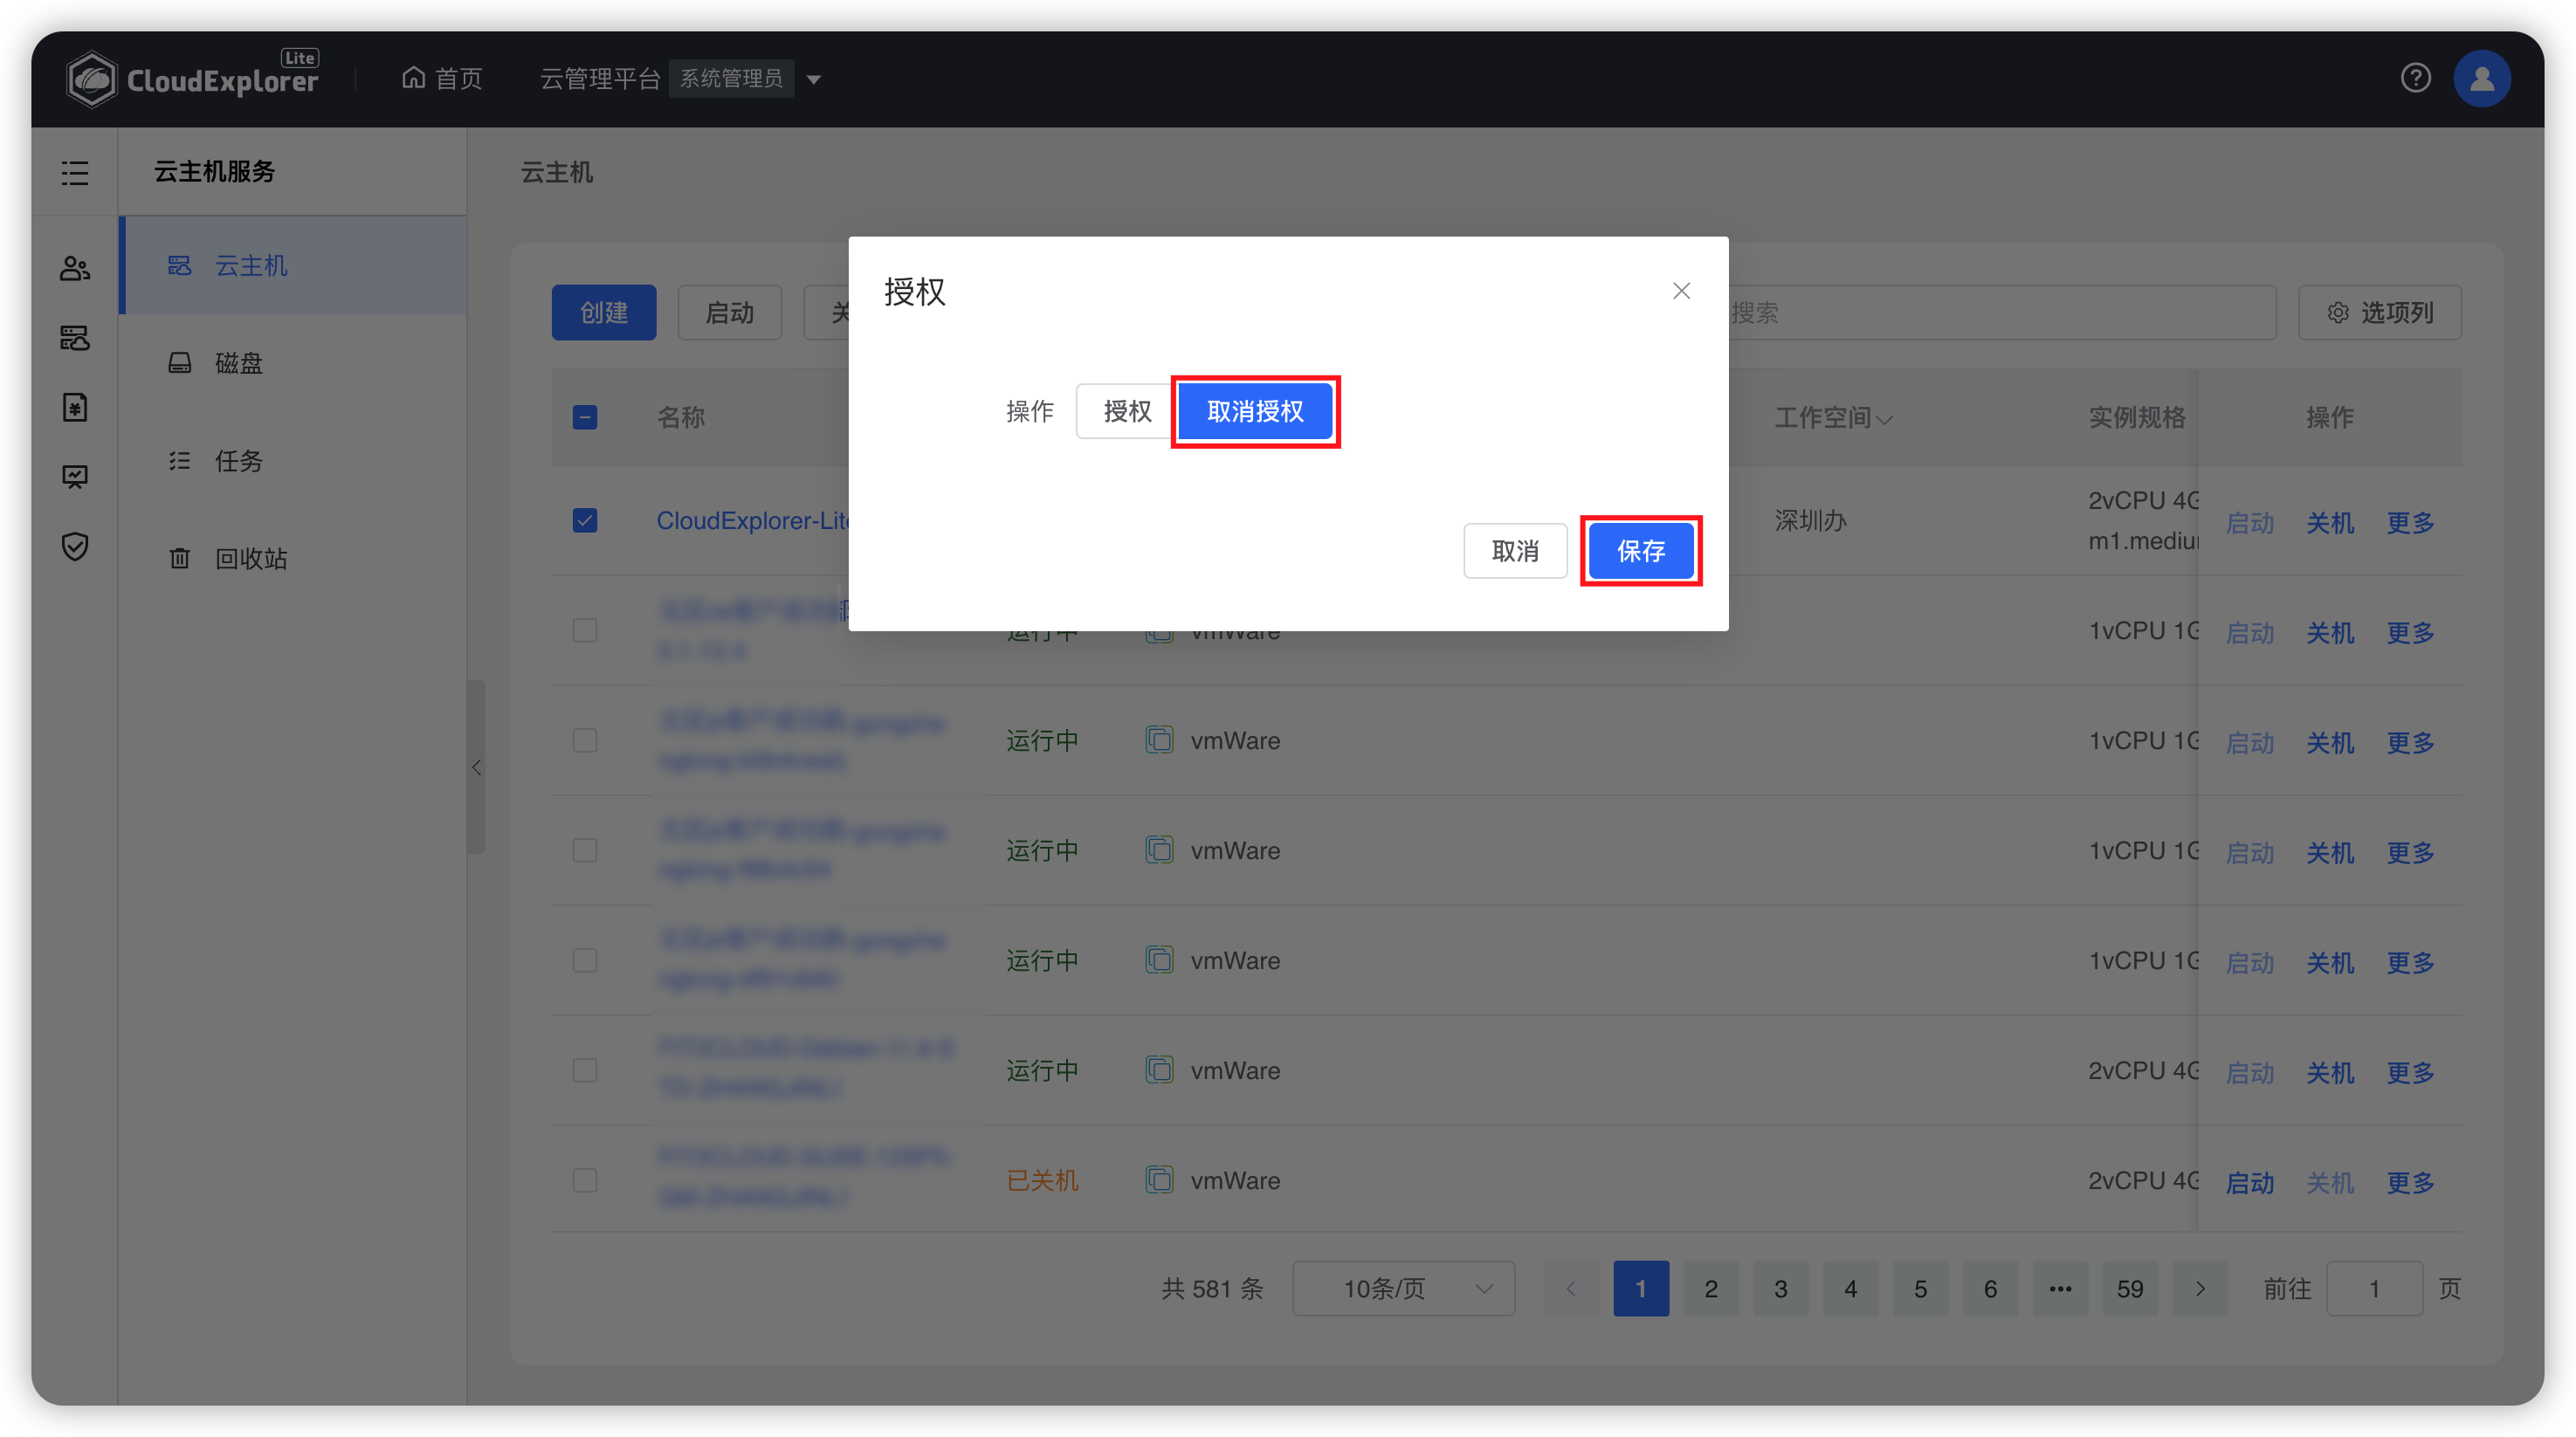 CloudExplorer Lite
首页
云管理平台 系统管理员
云主机服务
云主机
磁盘
任务
回收站
云主机
创建 启动 关
搜索
选项列
名称 工作空间 实例规格 操作
CloudExplorer-Lite 深圳办 2vCPU 4G
m1.medium 启动 关机 更多
授权
操作 授权 取消授权
取消 保存
运行中 vmWare 1vCPU 1G 启动 关机 更多
运行中 vmWare 1vCPU 1G 启动 关机 更多
运行中 vmWare 1vCPU 1G 启动 关机 更多
运行中 vmWare 1vCPU 1G 启动 关机 更多
运行中 vmWare 2vCPU 4G 启动 关机 更多
已关机 vmWare 2vCPU 4G 启动 关机 更多
共 581 条 10条/页 1 2 3 4 5 6 ••• 59 前往 1 页